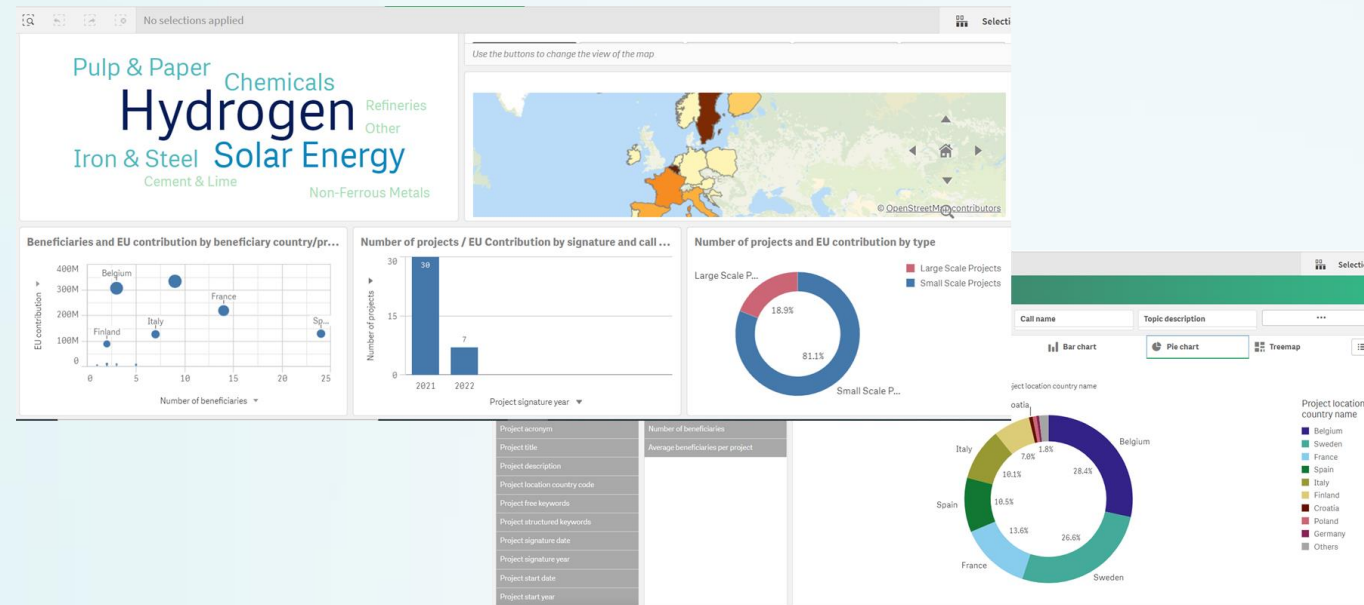 No selections applied
Selecti
Pulp & Paper
Chemicals
Hydrogen
Refineries
Other
Iron & Steel
Solar Energy
Cement & Lime
Non-Ferrous Metals
Use the buttons to change the view of the map
© OpenStreetMap contributors
Beneficiaries and EU contribution by beneficiary country/pr...
EU contribution
400M
300M
200M
100M
0
Belgium
France
Finland
Italy
Sp...
0 5 10 15 20 25
Number of beneficiaries
Number of projects / EU Contribution by signature and call ...
Number of projects
30
15
0
30
7
2021 2022
Project signature year
Number of projects and EU contribution by type
Large Scale P...
18.9%
81.1%
Small Scale P...
Large Scale Projects
Small Scale Projects
Selecti
Call name
Topic description
...
Bar chart
Pie chart
Treemap
ject location country name
oatia
Italy
Spain
France
Sweden
Belgium
1.8%
7.0%
10.1%
10.5%
13.6%
26.6%
28.4%
Project location
country name
Belgium
Sweden
France
Spain
Italy
Finland
Croatia
Poland
Germany
Others
Project acronym
Project title
Project description
Project location country code
Project free keywords
Project structured keywords
Project signature date
Project signature year
Project start date
Project start year
Number of beneficiaries
Average beneficiaries per project